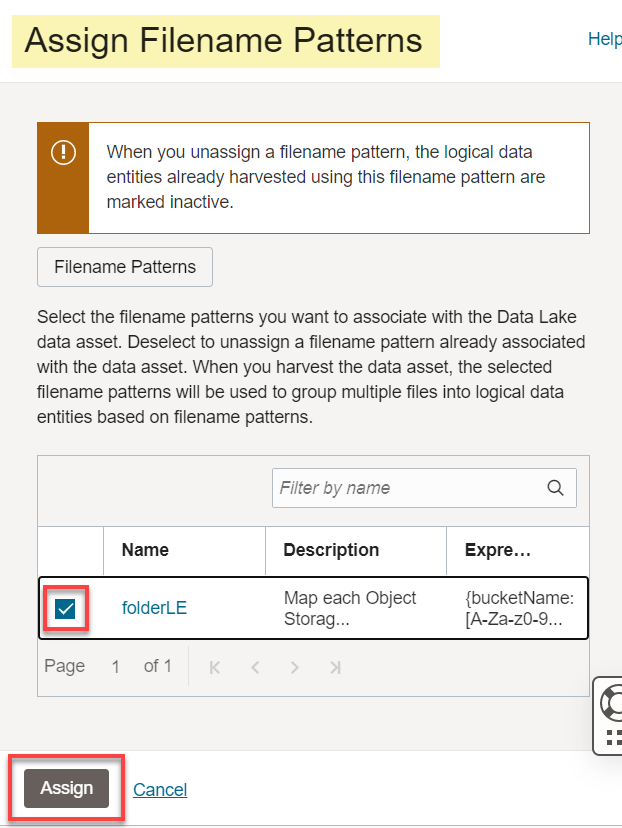 Assign Filename Patterns
Help
When you unassign a filename pattern, the logical data
entities already harvested using this filename pattern are
marked inactive.
Filename Patterns
Select the filename patterns you want to associate with the Data Lake
data asset. Deselect to unassign a filename pattern already associated
with the data asset. When you harvest the data asset, the selected
filename patterns will be used to group multiple files into logical data
entities based on filename patterns.
Filter by name
Name Description Expre...
folderLE Map each Object {bucketName:
Storag... [A-Za-z0-9...
Page 1 of 1
Assign Cancel